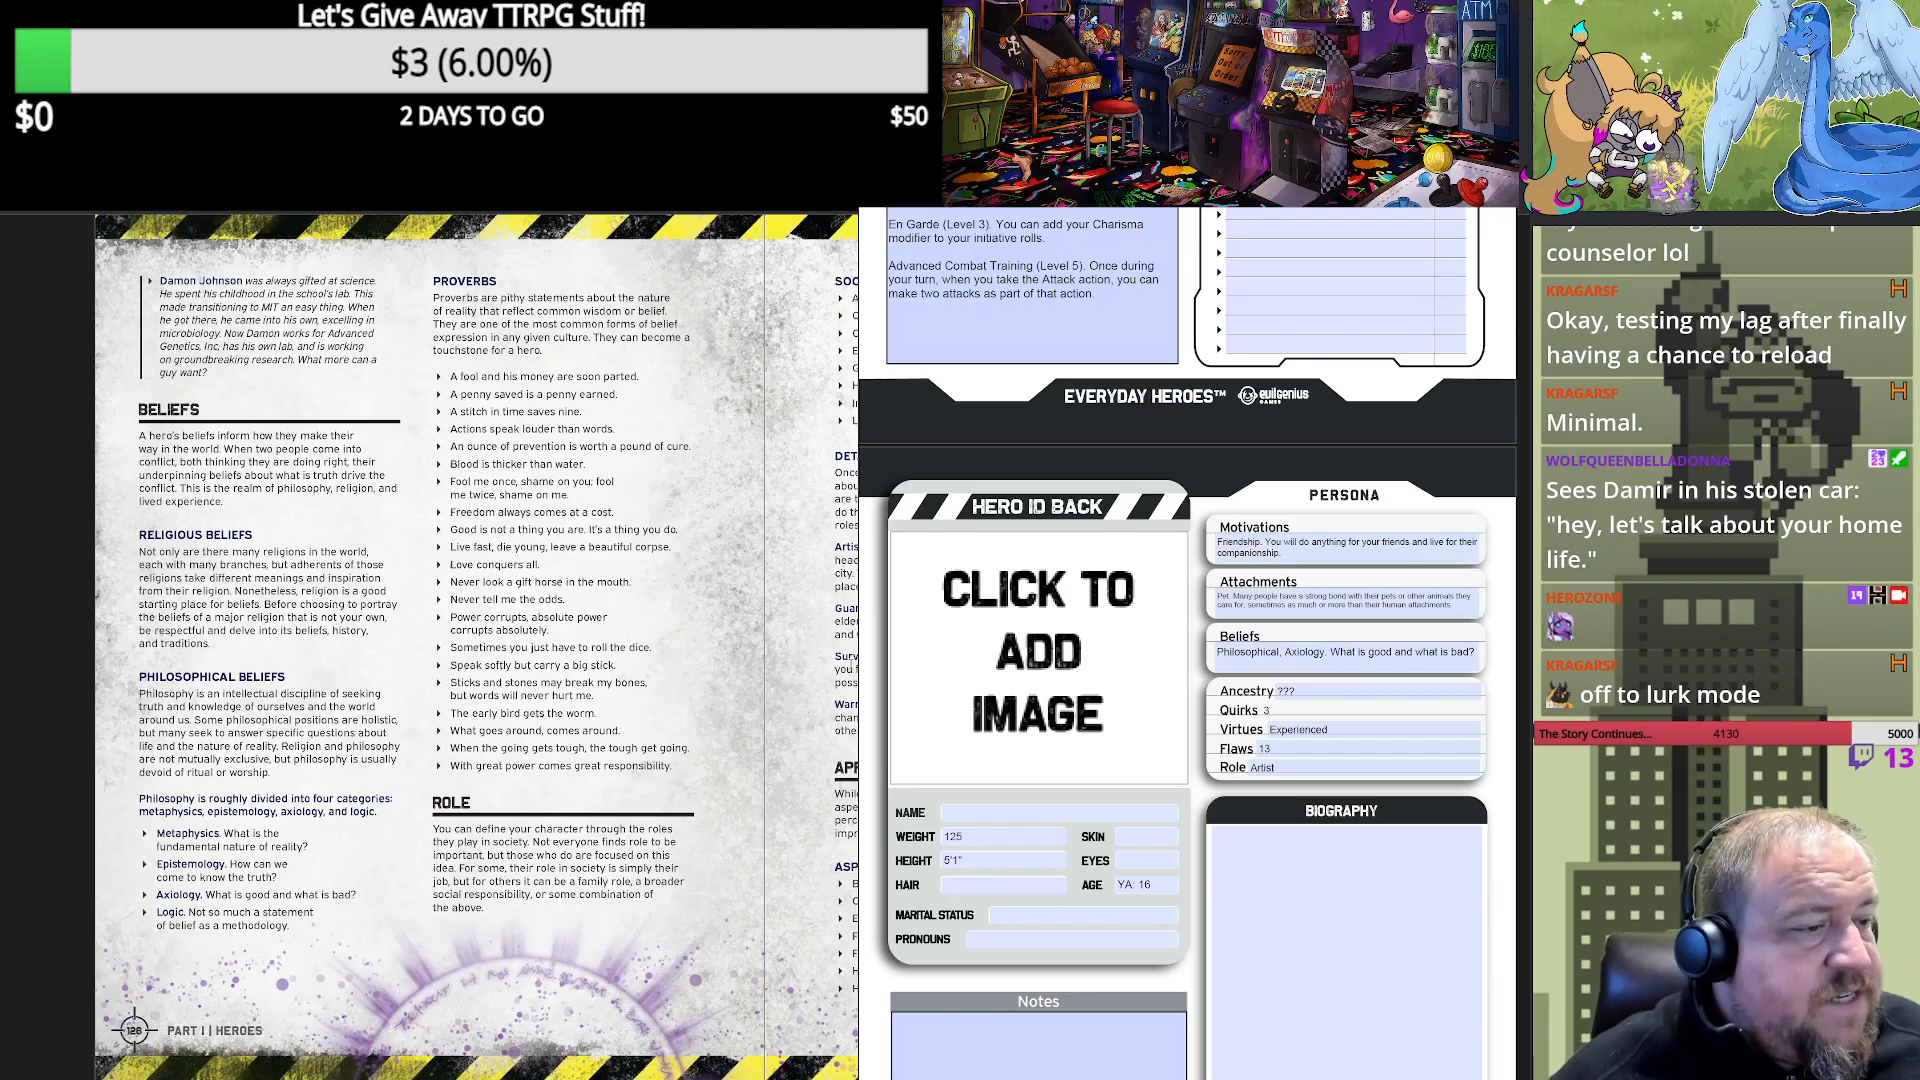 Let's Give Away TTRPG Stuff!
$3 (6.00%)
$0
2 DAYS TO GO
$50
Sorry
Out of
Order
ATM
Damon Johnson was always gifted at science.
He spent his childhood in the school's lab. This
made transitioning to MIT an easy thing. When
he got there, he came into his own, excelling in
microbiology. Now Damon works for Advanced
Genetics, Inc, has his own lab, and is working
on groundbreaking research. What more can a
guy want?
BELIEFS
A hero's beliefs inform how they make their
way in the world. When two people come into
conflict, both thinking they are doing right, their
underpinning beliefs about what is truth drive the
conflict. This is the realm of philosophy, religion, and
lived experience.
RELIGIOUS BELIEFS
Not only are there many religions in the world,
each with many branches, but adherents of those
religions take different meanings and inspiration
from their religion. Nonetheless, religion is a good
starting place for beliefs. Before choosing to portray
the beliefs of a major religion that is not your own,
be respectful and delve into its beliefs, history,
and traditions.
PHILOSOPHICAL BELIEFS
Philosophy is an intellectual discipline of seeking
truth and knowledge of ourselves and the world
around us. Some philosophical positions are holistic,
but many seek to answer specific questions about
life and the nature of reality. Religion and philosophy
are not mutually exclusive, but philosophy is usually
devoid of ritual or worship.
Philosophy is roughly divided into four categories:
metaphysics, epistemology, axiology, and logic.
Metaphysics. What is the
fundamental nature of reality?
Epistemology. How can we
come to know the truth?
Axiology. What is good and what is bad?
Logic. Not so much a statement
of belief as a methodology.
126
PART I | HEROES
PROVERBS
Proverbs are pithy statements about the nature
of reality that reflect common wisdom or belief.
They are one of the most common forms of belief
expression in any given culture. They can become a
touchstone for a hero.
A fool and his money are soon parted.
A penny saved is a penny earned.
A stitch in time saves nine.
Actions speak louder than words.
An ounce of prevention is worth a pound of cure.
Blood is thicker than water.
Fool me once, shame on you; fool
me twice, shame on me.
Freedom always comes at a cost.
Good is not a thing you are. It's a thing you do.
Live fast, die young, leave a beautiful corpse.
Love conquers all.
Never look a gift horse in the mouth.
Never tell me the odds.
Power corrupts, absolute power
corrupts absolutely.
Sometimes you just have to roll the dice.
Speak softly but carry a big stick.
Sticks and stones may break my bones,
but words will never hurt me.
The early bird gets the worm.
What goes around, comes around.
When the going gets tough, the tough get going.
With great power comes great responsibility.
ROLE
You can define your character through the roles
they play in society. Not everyone finds role to be
important, but those who do are focused on this
idea. For some, their role in society is simply their
job, but for others it can be a family role, a broader
social responsibility, or some combination of
the above.
En Garde (Level 3). You can add your Charisma
modifier to your initiative rolls.
Advanced Combat Training (Level 5). Once during
your turn, when you take the Attack action, you can
make two attacks as part of that action.
EVERYDAY HEROES™ evilgenius
GAMES
HERO ID BACK
CLICK TO
ADD
IMAGE
NAME
WEIGHT 125 SKIN
HEIGHT 5'1" EYES
HAIR AGE YA: 16
MARITAL STATUS
PRONOUNS
Notes
PERSONA
Motivations
Friendship. You will do anything for your friends and live for their
companionship.
Attachments
Pet. Many people have a strong bond with their pets or other animals they
care for, sometimes as much or more than their human attachments.
Beliefs
Philosophical, Axiology. What is good and what is bad?
Ancestry ???
Quirks 3
Virtues Experienced
Flaws 13
Role Artist
BIOGRAPHY
counselor lol
KRAGARSF
Okay, testing my lag after finally
having a chance to reload
KRAGARSF
Minimal.
WOLFQUEENBELLADONNA
Sees Damir in his stolen car:
"hey, let's talk about your home
life."
HEROZONE
14
KRAGARSF
off to lurk mode
The Story Continues... 4130 5000
13